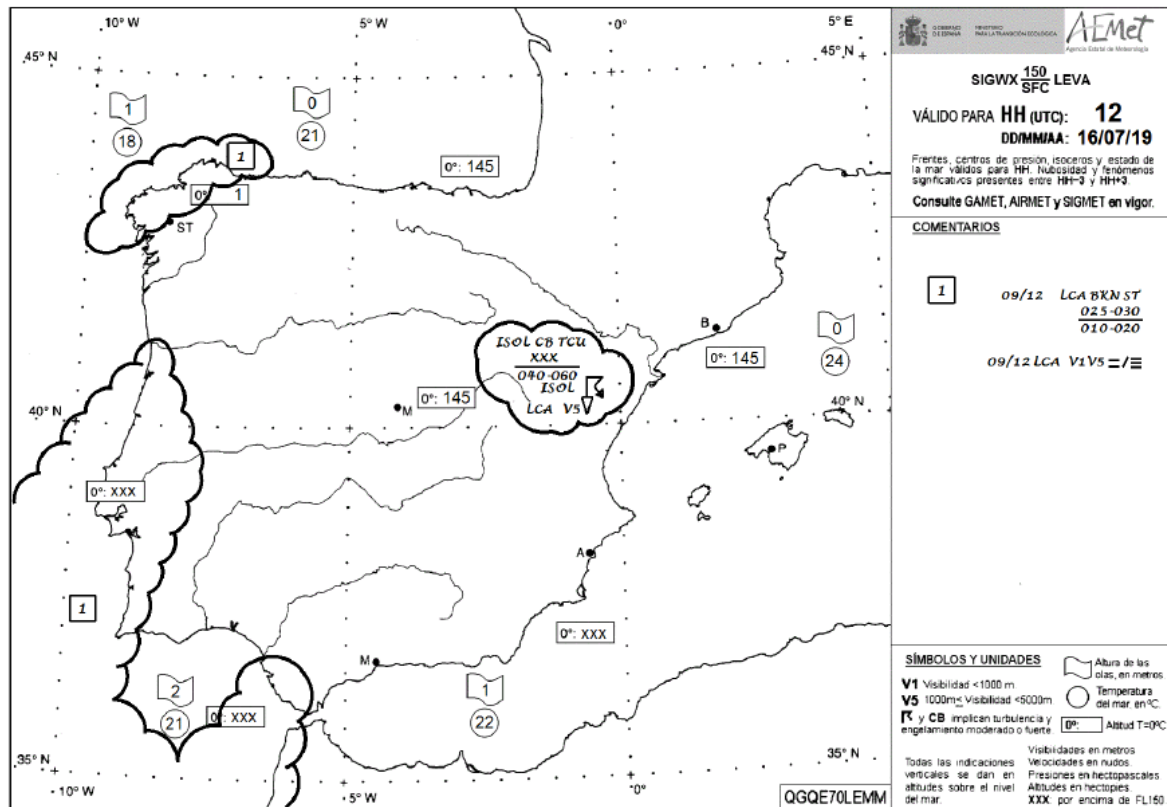 10° W
5° W
0°
5° E
45° N
45° N
1
18
0
21
1
0°: 145
0°: 1
ST
ISOL CB TCU
XXX
040-060
ISOL
LCA V5
B
0°: 145
0
24
0°: 145
M
40° N
40° N
P
0°: XXX
A
1
0°: XXX
M
2
21
0°: XXX
1
22
35° N
35° N
10° W
5° W
0°
QGQE70LEMM
GOBIERNO DE ESPAÑA
MINISTERIO PARA LA TRANSICIÓN ECOLÓGICA
AEMet
Agencia Estatal de Meteorología
SIGWX 150/SFC LEVA
VÁLIDO PARA HH (UTC): 12
DD/MM/AA: 16/07/19
Frentes, centros de presión, isoceros y estado de
la mar válidos para HH. Nubosidad y fenómenos
significativos presentes entre HH-3 y HH+3.
Consulte GAMET, AIRMET y SIGMET en vigor.
COMENTARIOS
1
09/12 LCA BKN ST
025-030
010-020
09/12 LCA V1V5
SÍMBOLOS Y UNIDADES
V1 Visibilidad <1000 m
V5 1000m≤ Visibilidad <5000m
y CB implican turbulencia y
engelamiento moderado o fuerte.
Altura de las
olas, en metros
Temperatura
del mar, en ºC.
0°: Altitud T=0ºC
Todas las indicaciones
verticales se dan en
altitudes sobre el nivel
del mar.
Visibilidades en metros
Velocidades en nudos.
Presiones en hectopascales
Altitudes en hectopies.
XXX por encima de FL150.